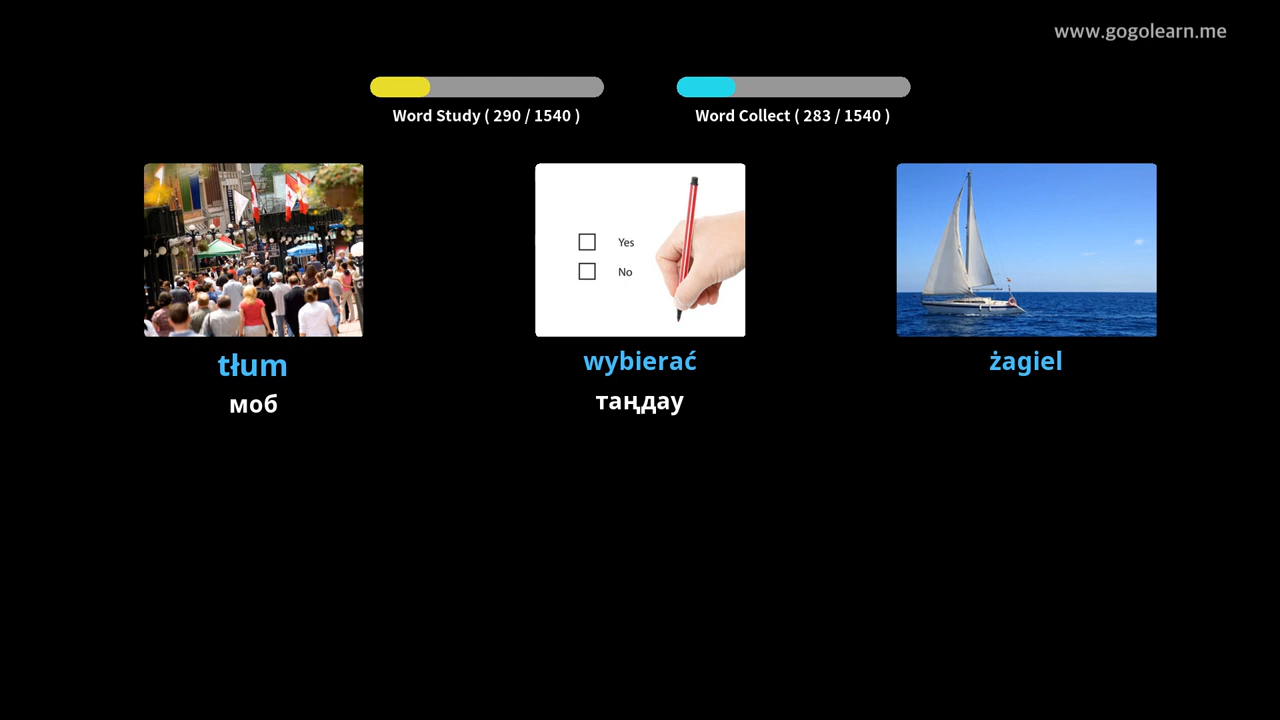 www.gogolearn.me
Word Study ( 290 / 1540 )
Word Collect ( 283 / 1540 )
Yes
No
tłum
wybierać
żagiel
моб
таңдау